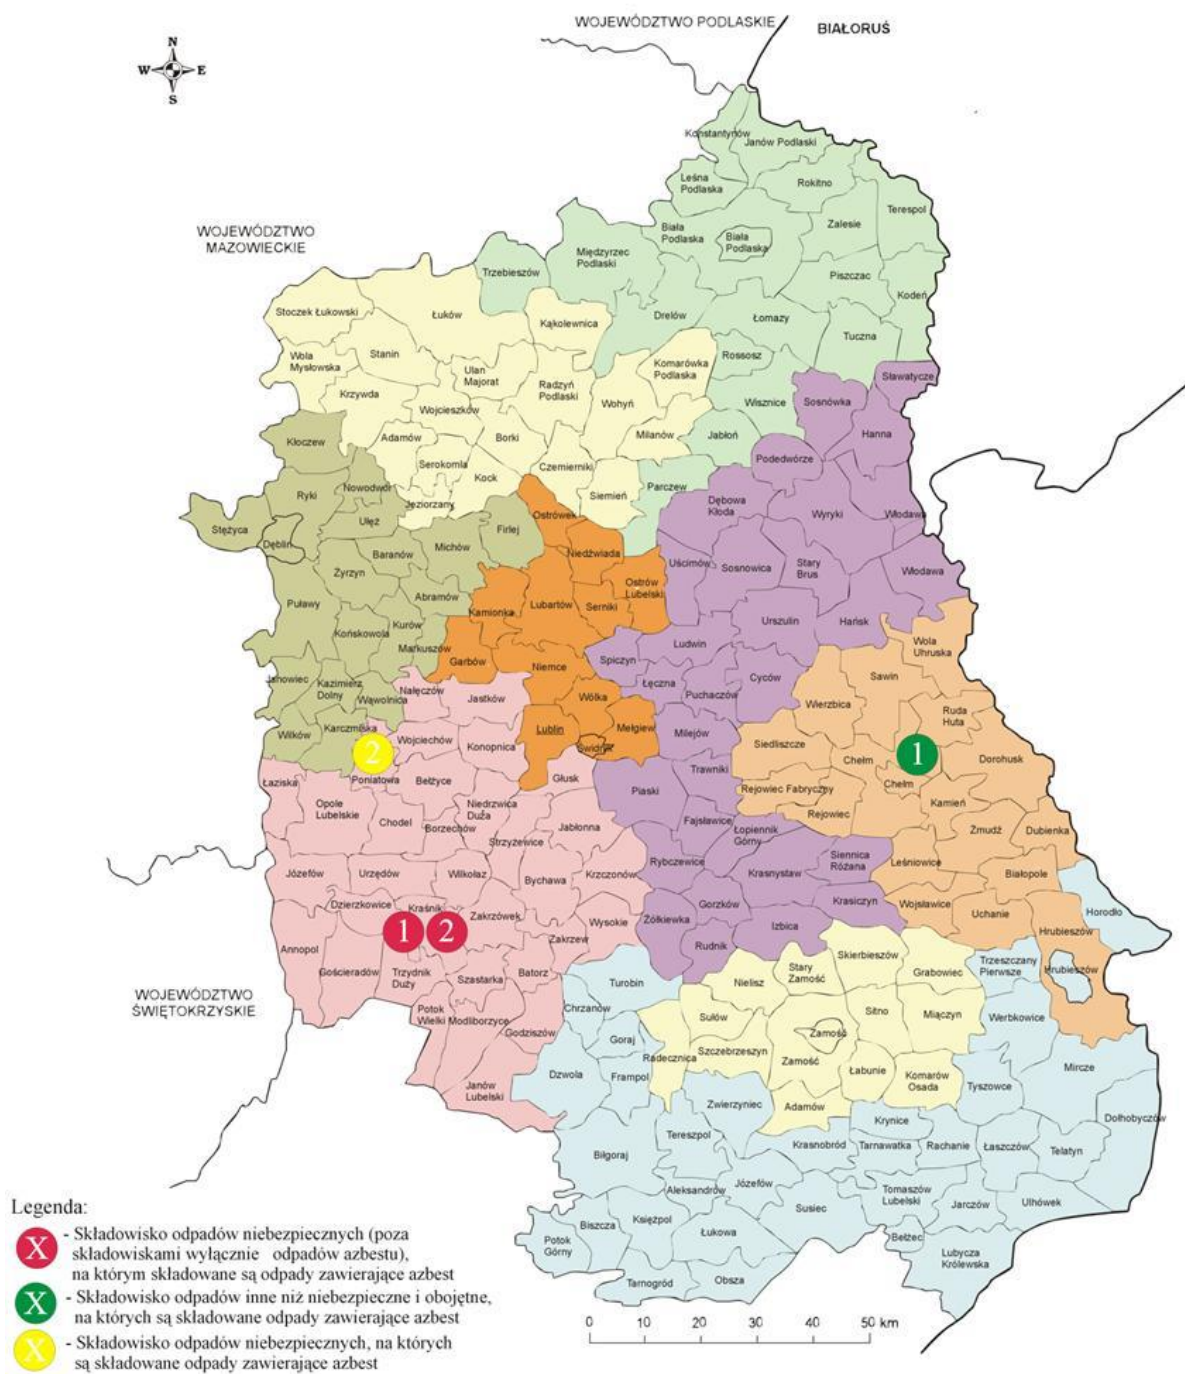 WOJEWÓDZTWO PODLASKIE
BIAŁORUŚ
N
W E
S
Konstantynów
Janów Podlaski
Leśna
Podlaska
Rokitno
Terespol
WOJEWÓDZTWO
MAZOWIECKIE
Biała
Podlaska
Biała
Podlaska
Zalesie
Międzyrzec
Podlaski
Trzebieszów
Piszczac
Kodeń
Stoczek Łukowski
Łuków
Kąkolewnica
Drelów
Łomazy
Tuczna
Wola
Mysłowska
Stanin
Rossosz
Komarówka
Podlaska
Ulan
Majorat
Radzyń
Podlaski
Sławatycze
Krzywda
Wohyń
Wisznice
Sosnówka
Wojcieszków
Hanna
Kłoczew
Adamów
Borki
Milanów
Jabłoń
Podedwórze
Serokomla
Czemierniki
Kock
Siemień
Parczew
Ryki
Nowodwór
Jeziorzany
Dębowa
Kłoda
Wyryki
Włodawa
Stężyca
Ułęż
Firlej
Ostrówek
Dęblin
Michów
Niedźwiada
Baranów
Uścimów
Sosnowica
Stary
Brus
Włodawa
Żyrzyn
Ostrów
Lubelski
Puławy
Abramów
Kamionka
Lubartów
Serniki
Końskowola
Kurów
Urszulin
Hańsk
Markuszów
Ludwin
Wola
Uhruska
Garbów
Niemce
Spiczyn
Janowiec
Kazimierz
Dolny
Łęczna
Cyców
Sawin
Wąwolnica
Nałęczów
Jastków
Wólka
Puchaczów
Wierzbica
Ruda
Huta
Wilków
Karczmiska
Lublin
Mełgiew
Milejów
Wojciechów
Konopnica
Świdnik
Siedliszcze
2
1
Chełm
Dorohusk
Łaziska
Poniatowa
Bełżyce
Głusk
Trawniki
Chełm
Piaski
Rejowiec Fabryczny
Kamień
Opole
Lubelskie
Chodel
Niedrzwica
Duża
Borzechów
Jabłonna
Fajsławice
Rejowiec
Łopiennik
Górny
Żmudź
Dubienka
Strzyżewice
Rybczewice
Siennica
Różana
Leśniowice
Józefów
Urzędów
Wilkołaz
Bychawa
Krzczonów
Krasnystaw
Białopole
Dzierzkowice
Kraśnik
Gorzków
Krasiczyn
Wojsławice
Uchanie
Horodło
Zakrzówek
Wysokie
Żółkiewka
Izbica
1 2
Hrubieszów
Annopol
Zakrzew
Rudnik
Skierbieszów
Trzeszczany
Pierwsze
Hrubieszów
Gościeradów
Trzydnik
Duży
Szastarka
Batorz
Turobin
Nielisz
Stary
Zamość
Grabowiec
WOJEWÓDZTWO
ŚWIĘTOKRZYSKIE
Potok
Wielki
Modliborzyce
Chrzanów
Sułów
Sitno
Miączyn
Werbkowice
Godziszów
Goraj
Zamość
Radecznica
Szczebrzeszyn
Zamość
Mircze
Dzwola
Frampol
Łabunie
Komarów
Osada
Tyszowce
Janów
Lubelski
Zwierzyniec
Adamów
Dołhobyczów
Krynice
Tereszpol
Krasnobród
Tarnawatka
Rachanie
Łaszczów
Telatyn
Biłgoraj
Aleksandrów
Józefów
Tomaszów
Lubelski
Jarczów
Ulhówek
Susiec
Biszcza
Księżpol
Łukowa
Potok
Górny
Bełżec
Lubycza
Królewska
Tarnogród
Obsza
Legenda:
X - Składowisko odpadów niebezpiecznych (poza
składowiskami wyłącznie odpadów azbestu),
na którym składowane są odpady zawierające azbest
X - Składowisko odpadów inne niż niebezpieczne i obojętne,
na których są składowane odpady zawierające azbest
X - Składowisko odpadów niebezpiecznych, na których
są składowane odpady zawierające azbest
0 10 20 30 40 50 km